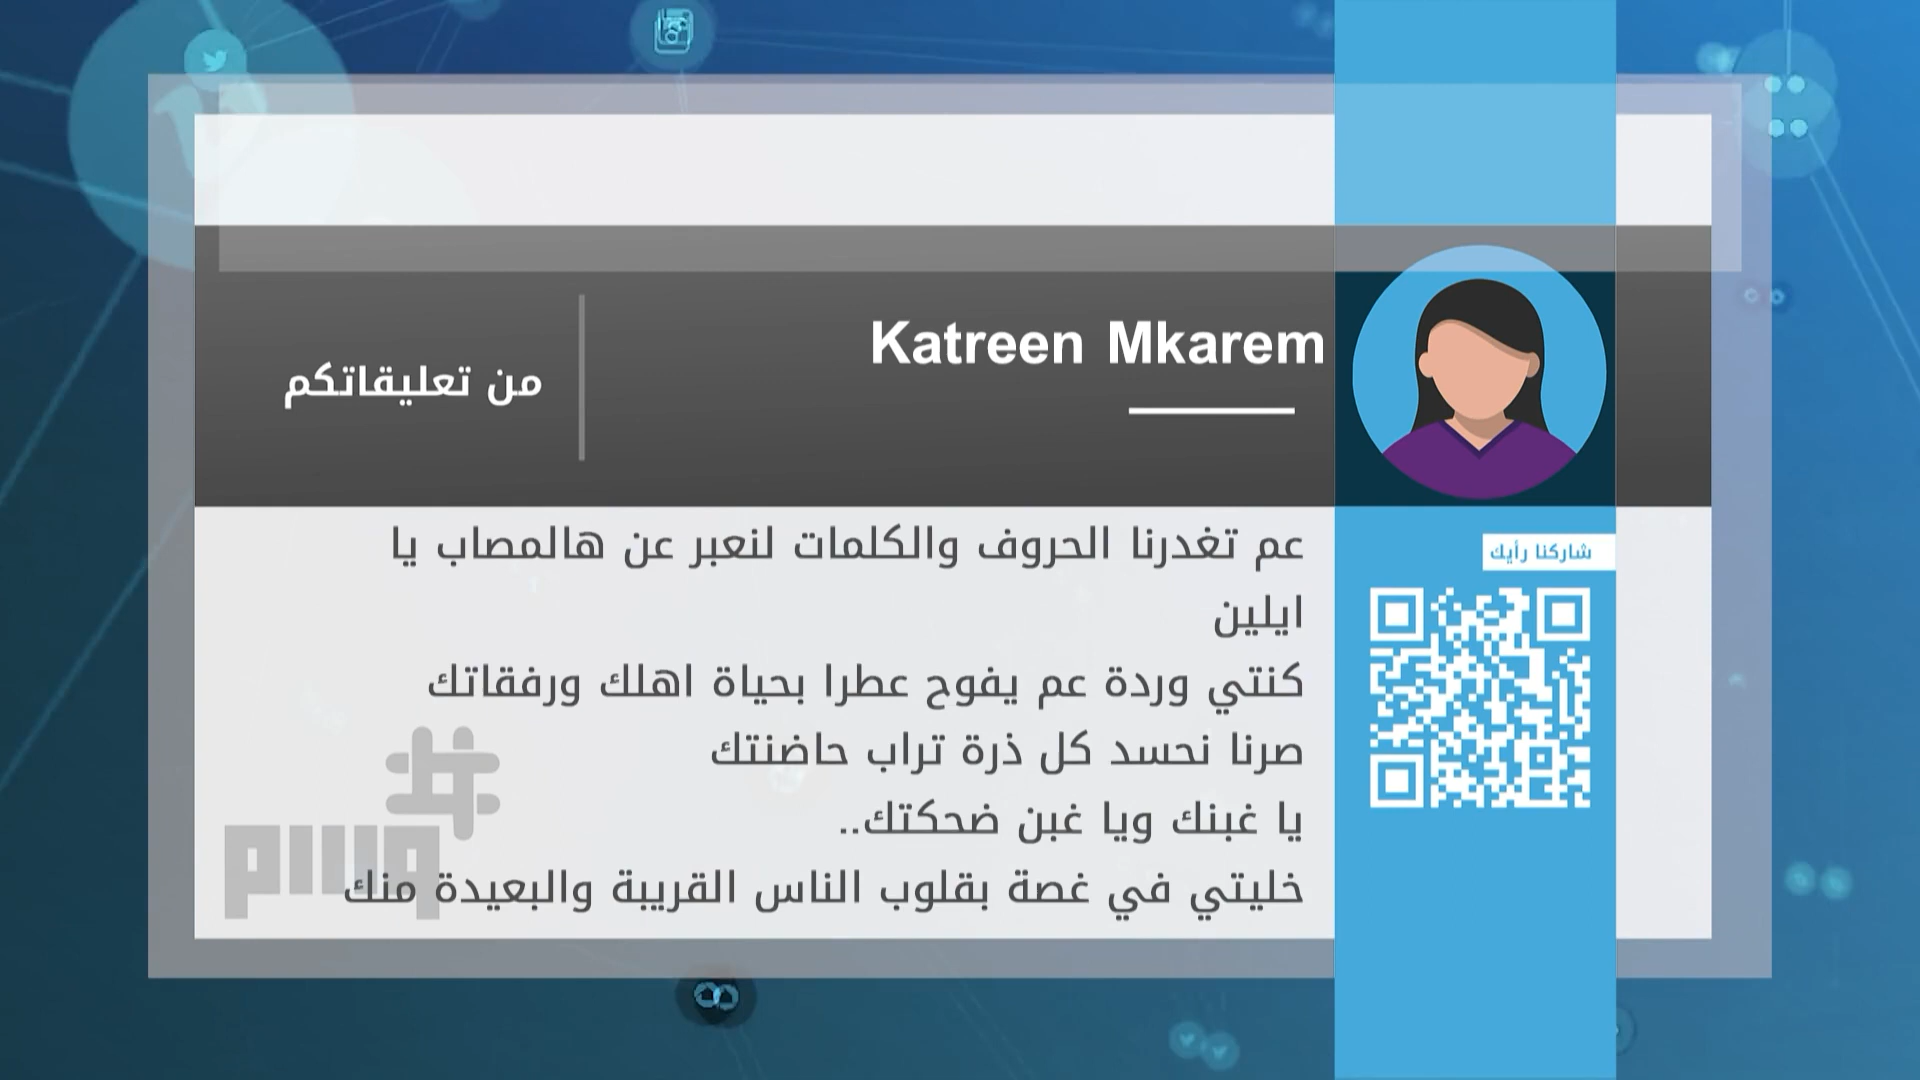 Katreen Mkarem
من تعليقاتكم
عم تغدرنا الحروف والكلمات لنعبر عن هالمصاب يا
ايلين
كنتي وردة عم يفوح عطرا بحياة اهلك ورفقاتك
صرنا نحسد كل ذرة تراب حاضنتك
يا غبنك ويا غبن ضحكتك..
خليتي في غصة بقلوب الناس القريبة والبعيدة منك
شاركنا رأيك
#وسام